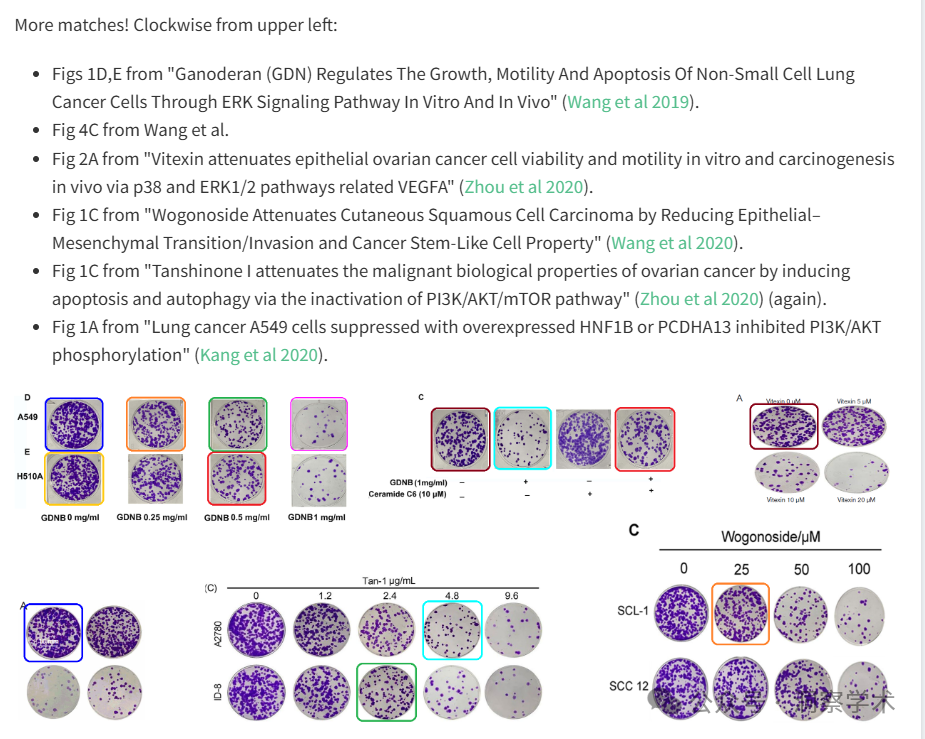 More matches! Clockwise from upper left:
• Figs 1D,E from "Ganoderan (GDN) Regulates The Growth, Motility And Apoptosis Of Non-Small Cell Lung
Cancer Cells Through ERK Signaling Pathway In Vitro And In Vivo" (Wang et al 2019).
• Fig 4C from Wang et al.
• Fig 2A from "Vitexin attenuates epithelial ovarian cancer cell viability and motility in vitro and carcinogenesis
in vivo via p38 and ERK1/2 pathways related VEGFA" (Zhou et al 2020).
• Fig 1C from "Wogonoside Attenuates Cutaneous Squamous Cell Carcinoma by Reducing Epithelial–
Mesenchymal Transition/Invasion and Cancer Stem-Like Cell Property" (Wang et al 2020).
• Fig 1C from "Tanshinone I attenuates the malignant biological properties of ovarian cancer by inducing
apoptosis and autophagy via the inactivation of PI3K/AKT/mTOR pathway" (Zhou et al 2020) (again).
• Fig 1A from "Lung cancer A549 cells suppressed with overexpressed HNF1B or PCDHA13 inhibited PI3K/AKT
phosphorylation" (Kang et al 2020).
D
A549
E
H510A
GDNB 0 mg/ml GDNB 0.25 mg/ml GDNB 0.5 mg/ml GDNB 1 mg/ml
C
GDNB (1mg/ml) – + – +
Ceramide C6 (10 μM) – – + +
A
Vitexin 0 μM Vitexin 5 μM
Vitexin 10 μM Vitexin 20 μM
A
(C) Tan-1 μg/mL
0 1.2 2.4 4.8 9.6
A2780
ID-8
C
Wogonoside/μM
0 25 50 100
SCL-1
SCC 12
公众号 · 察学术